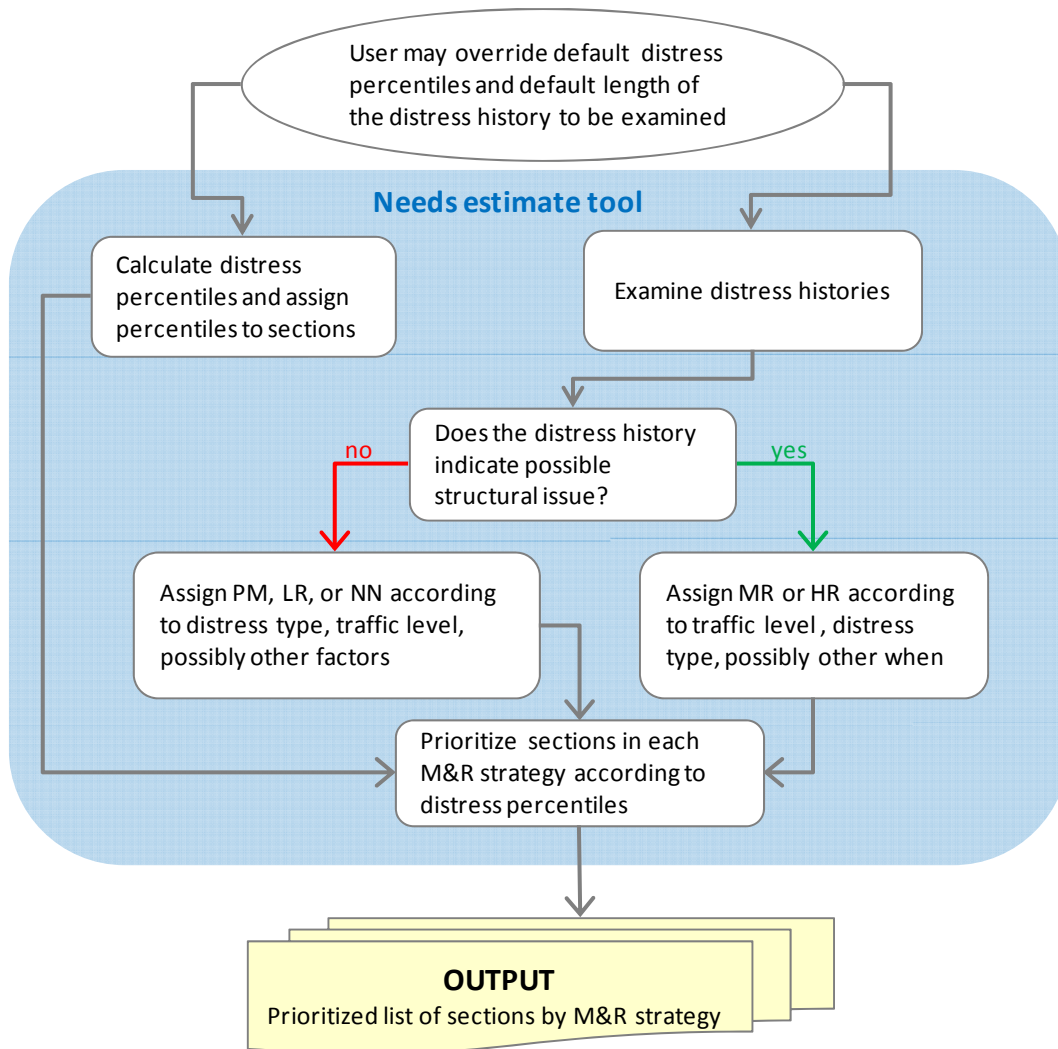 User may override default distress
percentiles and default length of
the distress history to be examined
Needs estimate tool
Calculate distress
percentiles and assign
percentiles to sections
Examine distress histories
Does the distress history
indicate possible
structural issue?
no
yes
Assign PM, LR, or NN according
to distress type, traffic level,
possibly other factors
Assign MR or HR according
to traffic level , distress
type, possibly other when
Prioritize sections in each
M&R strategy according to
distress percentiles
OUTPUT
Prioritized list of sections by M&R strategy